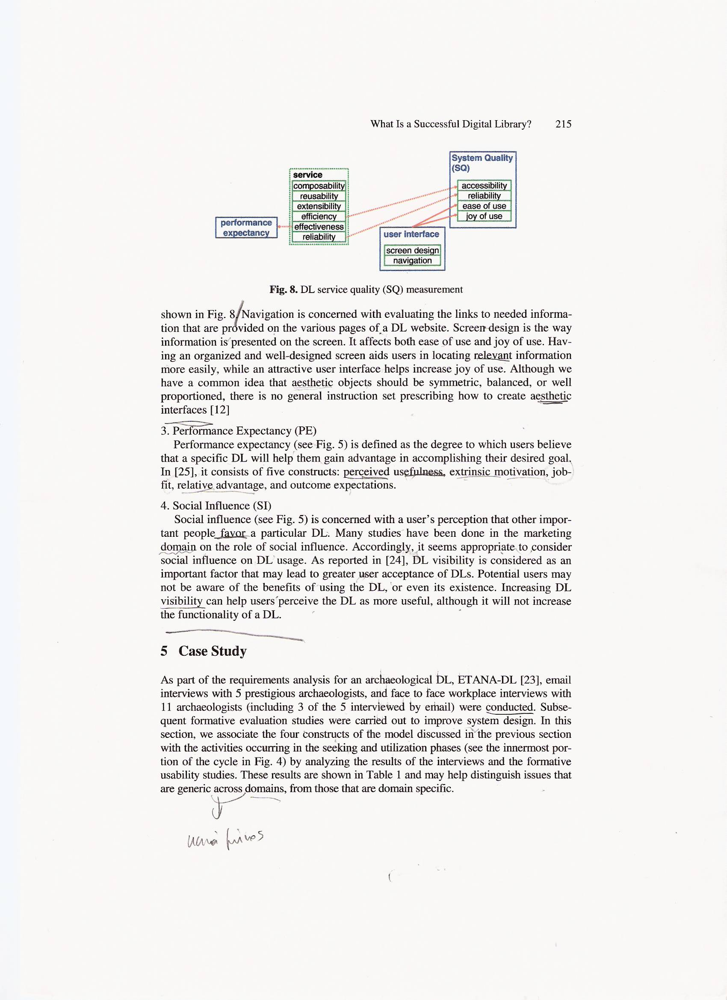 What Is a Successful Digital Library? 215
System Quality
(SQ)
service
composability
reusability
extensibility
efficiency
effectiveness
reliability
accessibility
reliability
ease of use
joy of use
performance
expectancy
user interface
screen design
navigation
Fig. 8. DL service quality (SQ) measurement
shown in Fig. 8. Navigation is concerned with evaluating the links to needed informa-
tion that are provided on the various pages of a DL website. Screen design is the way
information is presented on the screen. It affects both ease of use and joy of use. Hav-
ing an organized and well-designed screen aids users in locating relevant information
more easily, while an attractive user interface helps increase joy of use. Although we
have a common idea that aesthetic objects should be symmetric, balanced, or well
proportioned, there is no general instruction set prescribing how to create aesthetic
interfaces [12]
3. Performance Expectancy (PE)
Performance expectancy (see Fig. 5) is defined as the degree to which users believe
that a specific DL will help them gain advantage in accomplishing their desired goal.
In [25], it consists of five constructs: perceived usefulness, extrinsic motivation, job-
fit, relative advantage, and outcome expectations.
4. Social Influence (SI)
Social influence (see Fig. 5) is concerned with a user's perception that other impor-
tant people favor a particular DL. Many studies have been done in the marketing
domain on the role of social influence. Accordingly, it seems appropriate to consider
social influence on DL usage. As reported in [24], DL visibility is considered as an
important factor that may lead to greater user acceptance of DLs. Potential users may
not be aware of the benefits of using the DL, or even its existence. Increasing DL
visibility can help users perceive the DL as more useful, although it will not increase
the functionality of a DL.
5 Case Study
As part of the requirements analysis for an archaeological DL, ETANA-DL [23], email
interviews with 5 prestigious archaeologists, and face to face workplace interviews with
11 archaeologists (including 3 of the 5 interviewed by email) were conducted. Subse-
quent formative evaluation studies were carried out to improve system design. In this
section, we associate the four constructs of the model discussed in the previous section
with the activities occurring in the seeking and utilization phases (see the innermost por-
tion of the cycle in Fig. 4) by analyzing the results of the interviews and the formative
usability studies. These results are shown in Table 1 and may help distinguish issues that
are generic across domains, from those that are domain specific.